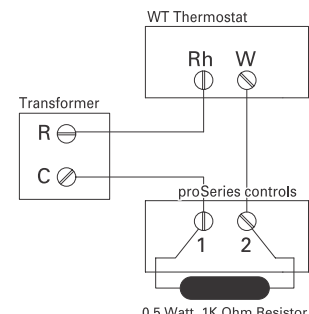 WT Thermostat
Rh W
Transformer
R
C
proSeries controls
1 2
0.5 Watt, 1K Ohm Resistor